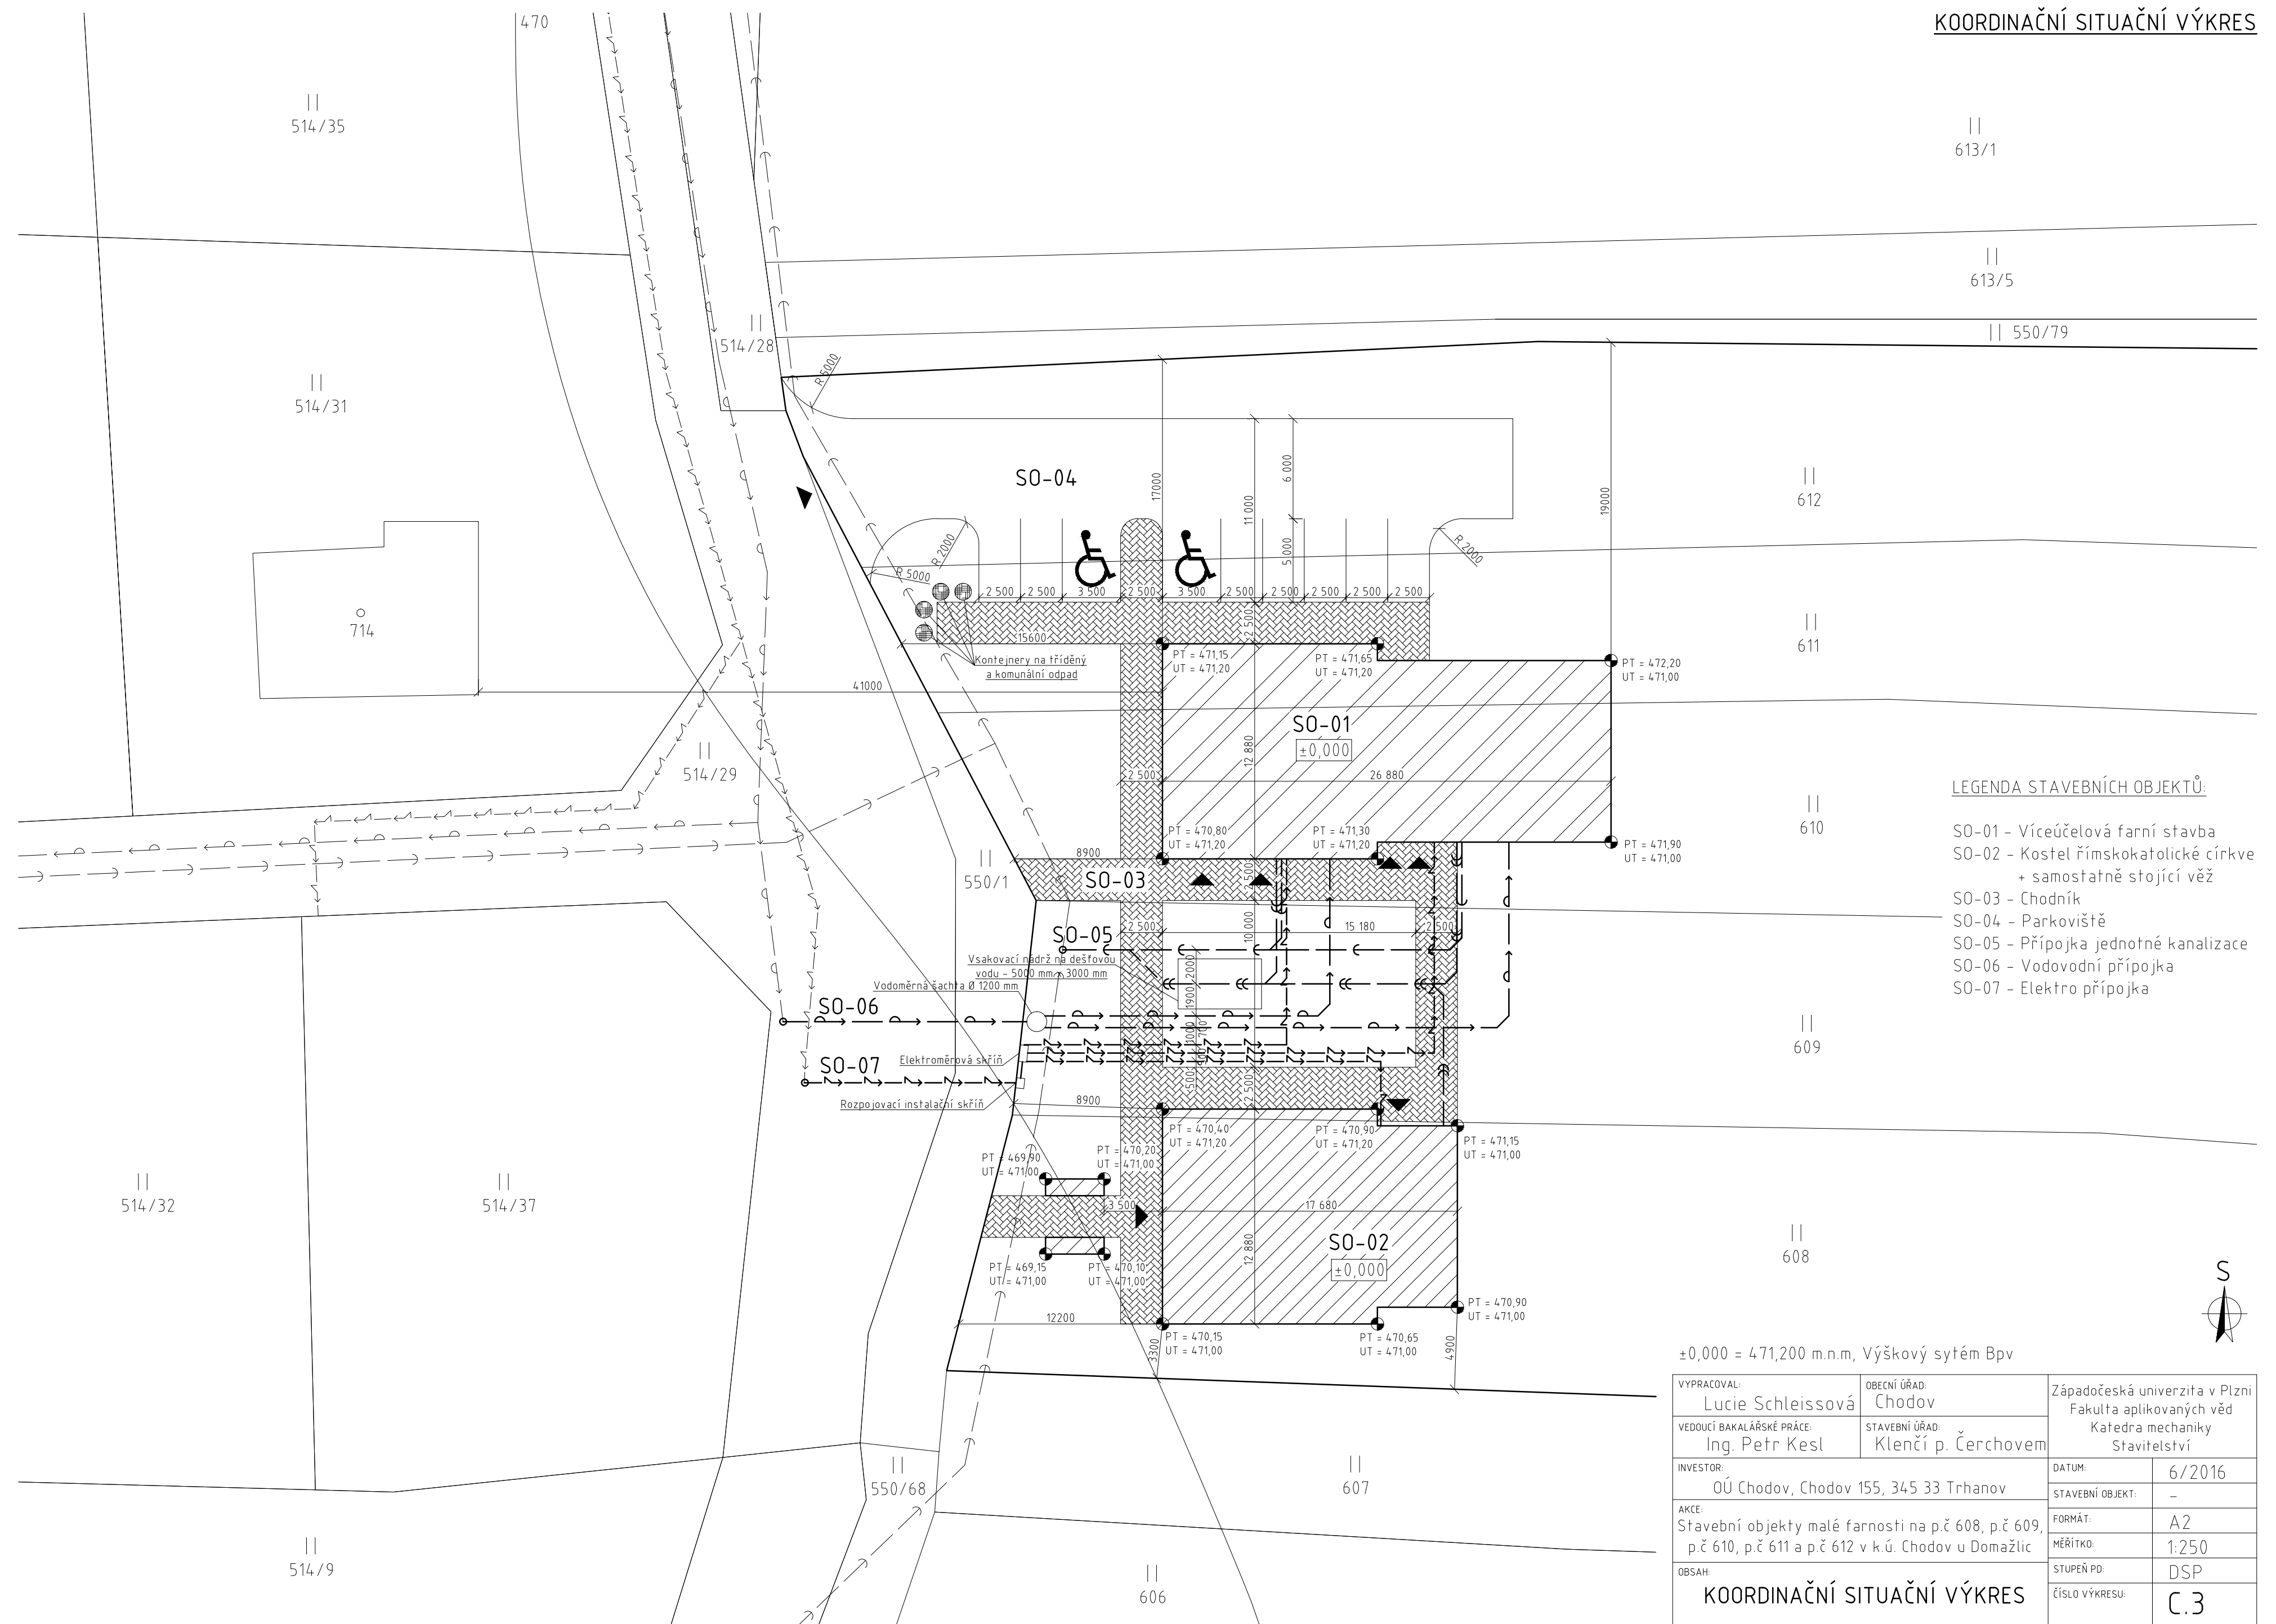 KOORDINAČNÍ SITUAČNÍ VÝKRES
470
514/35
613/1
613/5
550/79
514/28
R 5000
514/31
SO-04
17000
11 000
6 000
19000
612
5 000
R 2000
R 5000
R 2000
2 500
2 500
3 500
2 500
3 500
2 500
2 500
2 500
2 500
2 500
2 500
714
611
15600
Kontejnery na tříděný
a komunální odpad
PT = 471,15
UT = 471,20
PT = 471,65
UT = 471,20
PT = 472,20
UT = 471,00
41000
SO-01
±0,000
12 880
514/29
2 500
26 880
LEGENDA STAVEBNÍCH OBJEKTŮ:
SO-01 - Víceúčelová farní stavba
SO-02 - Kostel římskokatolické církve
+ samostatně stojící věž
SO-03 - Chodník
SO-04 - Parkoviště
SO-05 - Přípojka jednotné kanalizace
SO-06 - Vodovodní přípojka
SO-07 - Elektro přípojka
610
PT = 470,80
UT = 471,20
PT = 471,30
UT = 471,20
PT = 471,90
UT = 471,00
8900
550/1
SO-03
2 500
2 500
10 000
15 180
2 500
SO-05
Vsakovací nádrž na dešťovou
vodu - 5000 mm x 3000 mm
2000
1900
Vodoměrná šachta Ø 1200 mm
SO-06
1000
700
609
Elektroměrová skříň
SO-07
500
2 500
Rozpojovací instalační skříň
8900
PT = 470,40
UT = 471,20
PT = 470,90
UT = 471,20
PT = 471,15
UT = 471,00
PT = 469,90
UT = 471,00
PT = 470,20
UT = 471,00
514/32
514/37
3 500
17 680
608
SO-02
±0,000
12 880
PT = 469,15
UT = 471,00
PT = 470,10
UT = 471,00
S
PT = 470,90
UT = 471,00
12200
PT = 470,15
UT = 471,00
PT = 470,65
UT = 471,00
3300
4900
±0,000 = 471,200 m.n.m, Výškový sytém Bpv
550/68
607
514/9
606
VYPRACOVAL:
Lucie Schleissová
OBECNÍ ÚŘAD:
Chodov
Západočeská univerzita v Plzni
Fakulta aplikovaných věd
Katedra mechaniky
Stavitelství
VEDOUCÍ BAKALÁŘSKÉ PRÁCE:
Ing. Petr Kesl
STAVEBNÍ ÚŘAD:
Klenčí p. Čerchovem
INVESTOR:
OÚ Chodov, Chodov 155, 345 33 Trhanov
DATUM: 6/2016
STAVEBNÍ OBJEKT: -
AKCE:
Stavební objekty malé farnosti na p.č 608, p.č 609,
p.č 610, p.č 611 a p.č 612 v k.ú. Chodov u Domažlic
FORMÁT: A2
MĚŘÍTKO: 1:250
STUPEŇ PD: DSP
OBSAH:
KOORDINAČNÍ SITUAČNÍ VÝKRES
ČÍSLO VÝKRESU: C.3